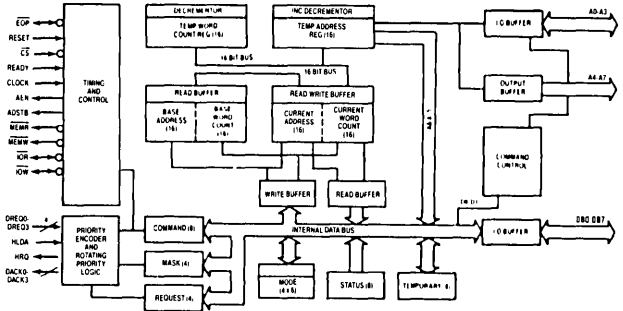 EOP
RESET
CS
READY
CLOCK
AEN
ADSTB
MEMR
MEMW
IOR
IOW
TIMING
AND
CONTROL
DREQ0-
DREQ3
4
HLDA
HRQ
DACK0-
DACK3
PRIORITY
ENCODER
AND
ROTATING
PRIORITY
LOGIC
DECREMENTOR
TEMP WORD
COUNT REG (16)
INC DECREMENTOR
TEMP ADDRESS
REG (16)
16 BIT BUS
16 BIT BUS
READ BUFFER
BASE
ADDRESS
(16)
BASE
WORD
COUNT
(16)
READ WRITE BUFFER
CURRENT
ADDRESS
(16)
CURRENT
WORD
COUNT
(16)
WRITE BUFFER
READ BUFFER
COMMAND (8)
MASK (4)
REQUEST (4)
INTERNAL DATA BUS
MODE
(4 x 6)
STATUS (8)
TEMPORARY (8)
I O BUFFER
A0-A3
OUTPUT
BUFFER
A4-A7
COMMAND
CONTROL
I O BUFFER
DB0 DB7